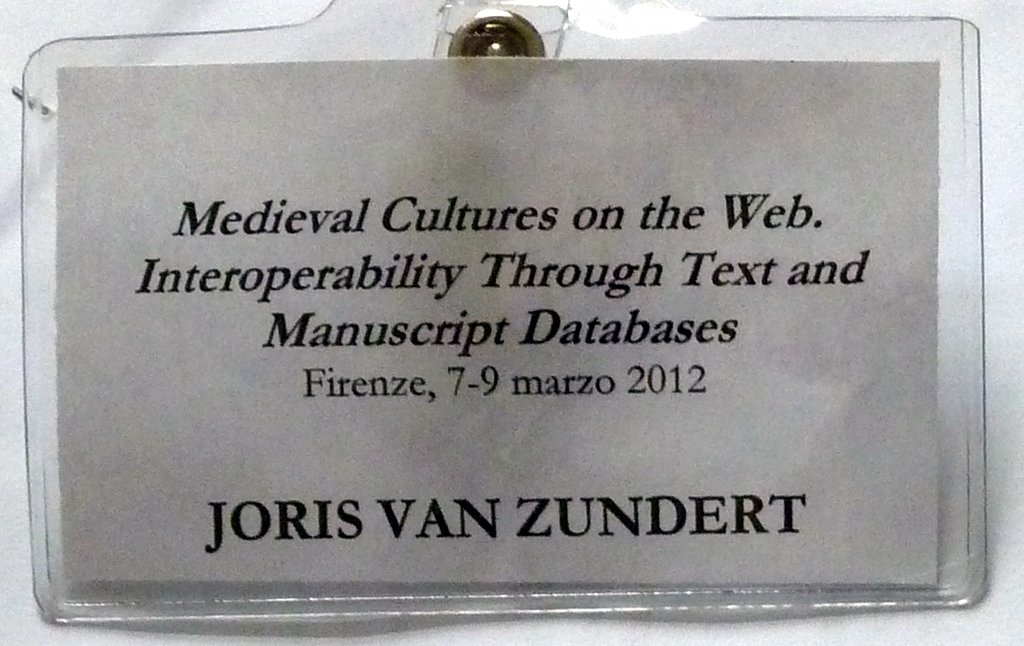 Medieval Cultures on the Web.
Interoperability Through Text and
Manuscript Databases
Firenze, 7-9 marzo 2012
JORIS VAN ZUNDERT